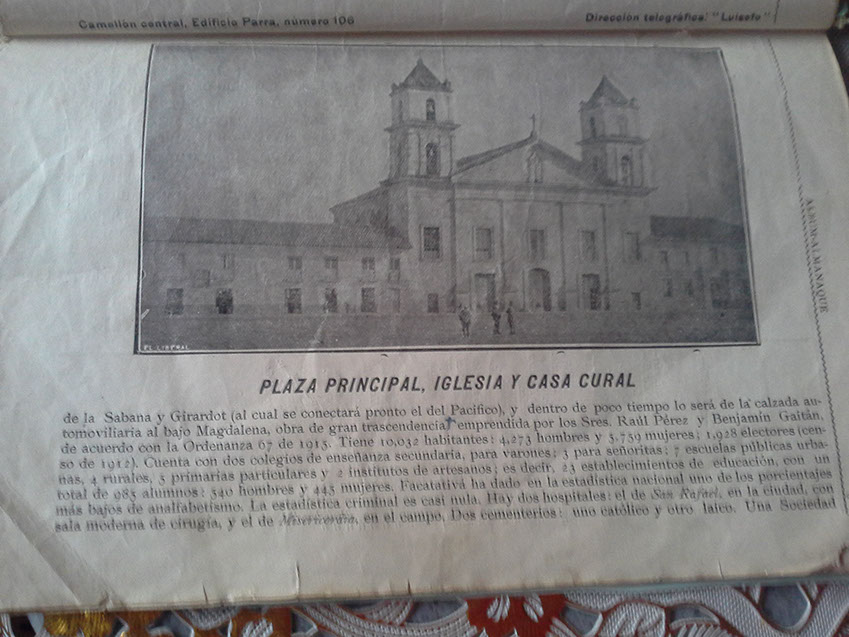 Camellón central, Edificio Parra, número 106
Dirección telegráfica: "Luisefo"
ALBUM-ALMANAQUE
EL LIBERAL
PLAZA PRINCIPAL, IGLESIA Y CASA CURAL
de la Sabana y Girardot (al cual se conectará pronto el del Pacífico), y dentro de poco tiempo lo será de la calzada au-
tomoviliaria al bajo Magdalena, obra de gran trascendencia emprendida por los Sres. Raúl Pérez y Benjamín Gaitán,
de acuerdo con la Ordenanza 67 de 1915. Tiene 10,032 habitantes: 4,273 hombres y 5,759 mujeres; 1,928 electores (cen-
so de 1912). Cuenta con dos colegios de enseñanza secundaria, para varones; 3 para señoritas; 7 escuelas públicas urba-
nas, 4 rurales, 5 primarias particulares y 2 institutos de artesanos; es decir, 23 establecimientos de educación, con un
total de 983 alumnos: 540 hombres y 443 mujeres. Facatativá ha dado en la estadística nacional uno de los porcientajes
más bajos de analfabetismo. La estadística criminal es casi nula. Hay dos hospitales: el de San Rafael, en la ciudad, con
sala moderna de cirugía, y el de Misericordia, en el campo. Dos cementerios: uno católico y otro laico. Una Sociedad